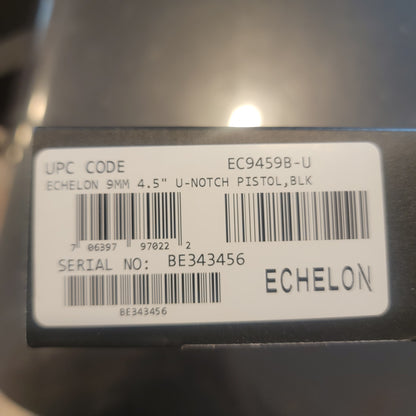 UPC CODE EC9459B-U
ECHELON 9MM 4.5" U-NOTCH PISTOL,BLK
7 06397 97022 2
SERIAL NO: BE343456
ECHELON
BE343456